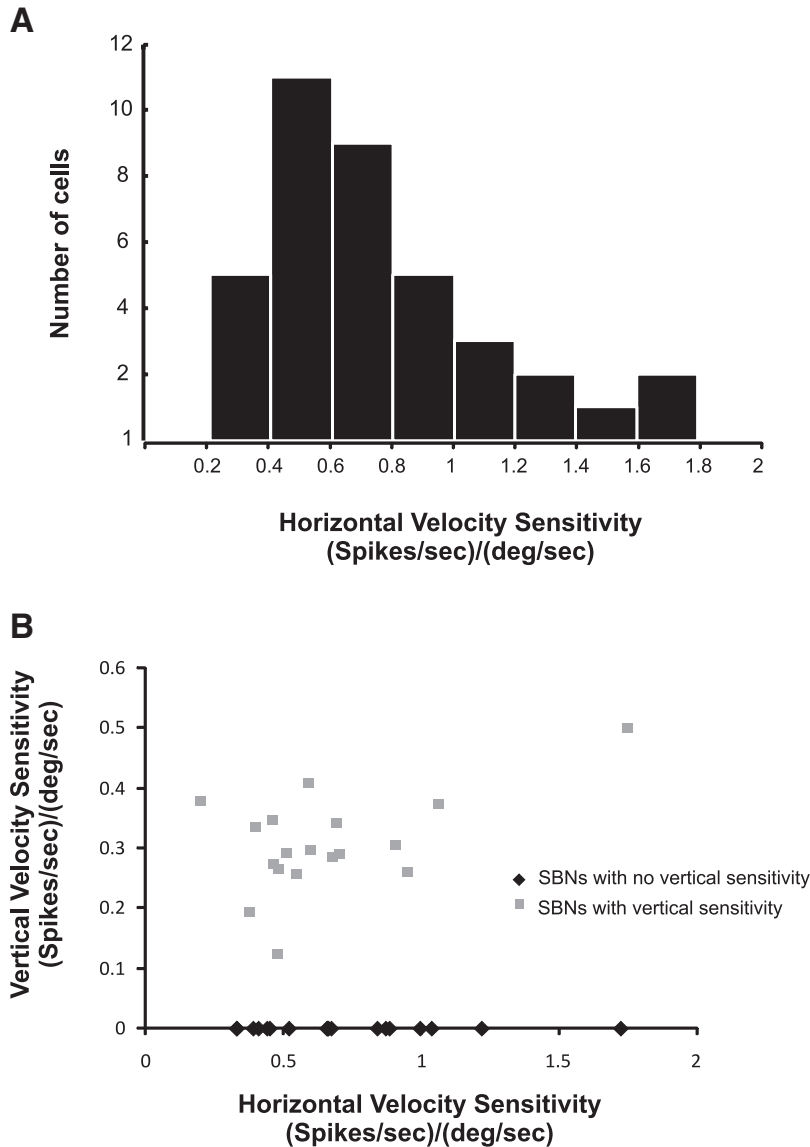 A
12
10
8
6
4
2
1
Number of cells
0.2 0.4 0.6 0.8 1 1.2 1.4 1.6 1.8 2
Horizontal Velocity Sensitivity
(Spikes/sec)/(deg/sec)
B
Vertical Velocity Sensitivity
(Spikes/sec)/(deg/sec)
0.6
0.5
0.4
0.3
0.2
0.1
0
SBNs with no vertical sensitivity
SBNs with vertical sensitivity
0 0.5 1 1.5 2
Horizontal Velocity Sensitivity
(Spikes/sec)/(deg/sec)